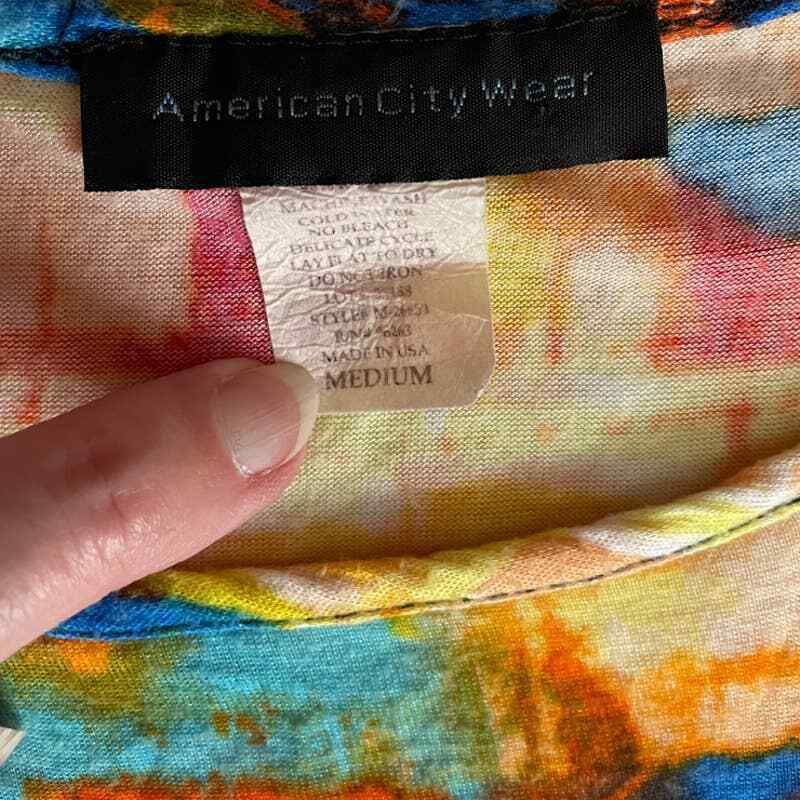 American City Wear
MACHINE WASH
COLD WATER
NO BLEACH
DELICATE CYCLE
LAY FLAT TO DRY
DO NOT IRON
STYLE#
MADE IN USA
MEDIUM